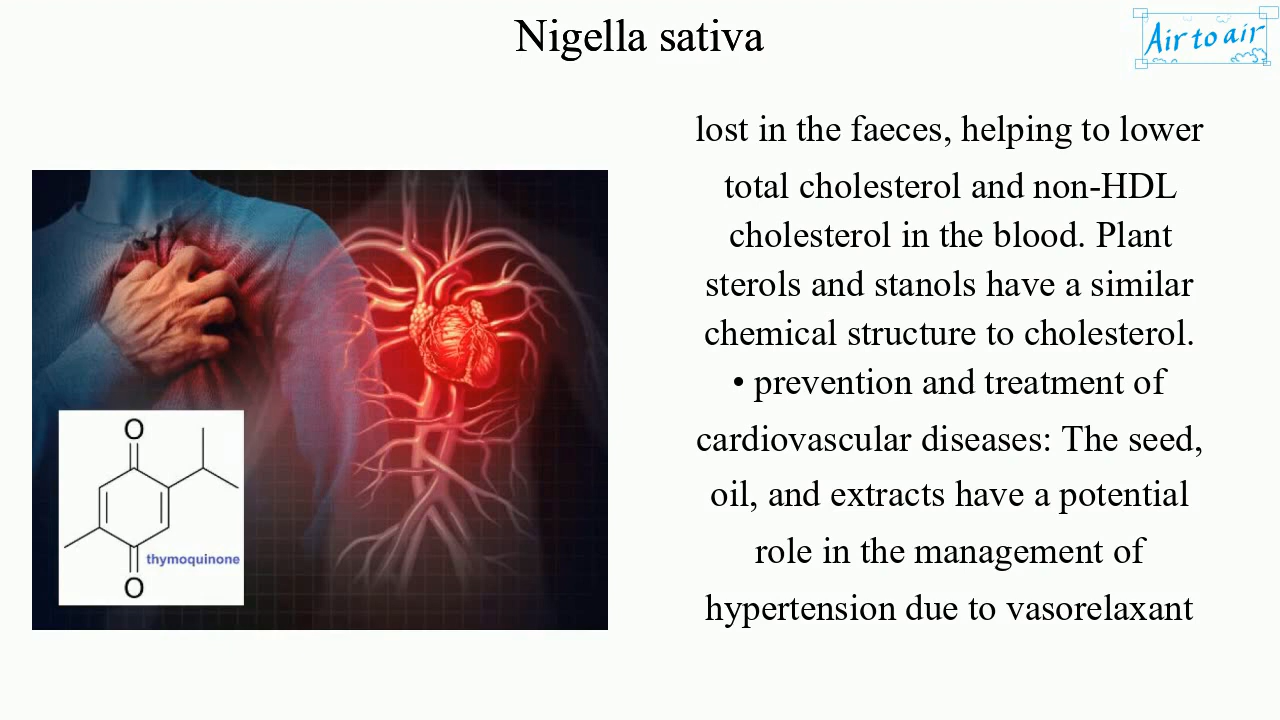 Nigella sativa
Air to air
lost in the faeces, helping to lower
total cholesterol and non-HDL
cholesterol in the blood. Plant
sterols and stanols have a similar
chemical structure to cholesterol.
• prevention and treatment of
cardiovascular diseases: The seed,
oil, and extracts have a potential
role in the management of
hypertension due to vasorelaxant
O
thymoquinone
O